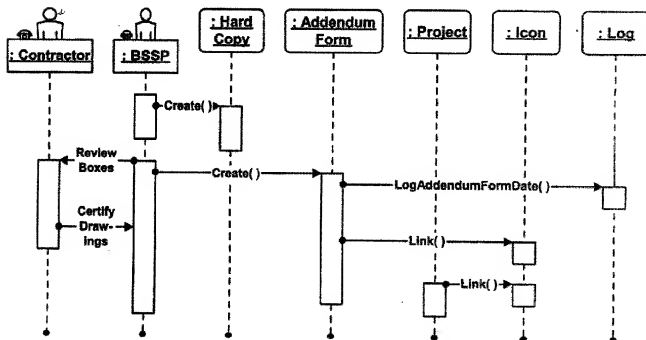 : Contractor
: BSSP
: Hard
Copy
: Addendum
Form
: Project
: Icon
: Log
Create( )
Review
Boxes
Create( )
LogAddendumFormDate( )
Certify
Draw-
ings
Link( )
Link( )